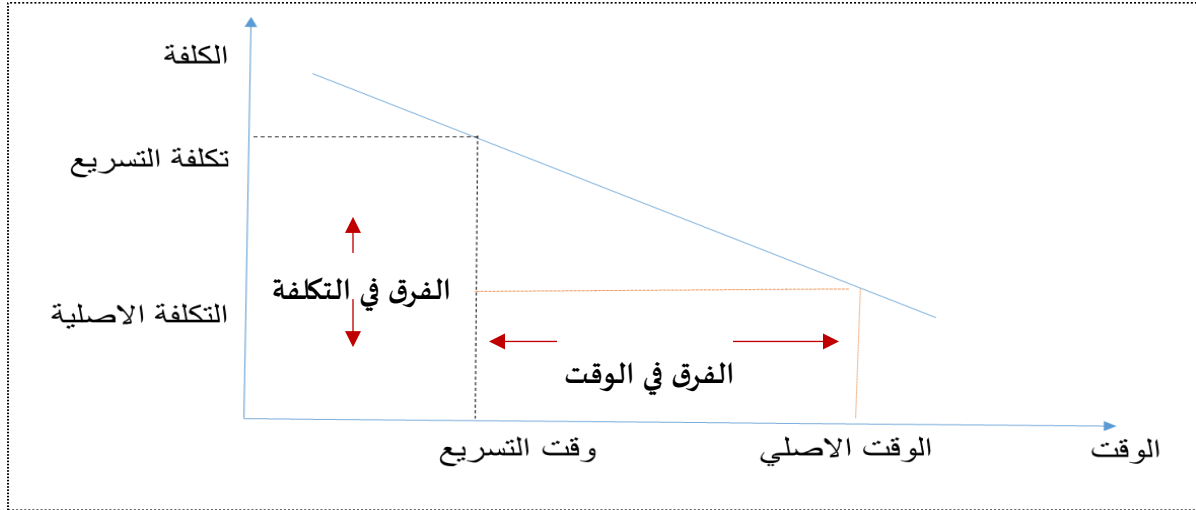 الكلفة
تكلفة التسريع
الفرق في التكلفة
التكلفة الاصلية
الفرق في الوقت
وقت التسريع
الوقت الاصلي
الوقت